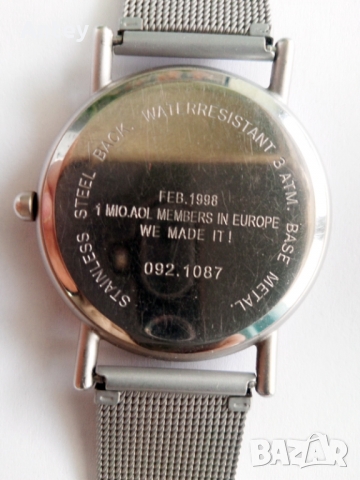 STAINLESS STEEL BACK. WATERRESISTANT 3 ATM. BASE METAL.
FEB.1998
1 MIO.AOL MEMBERS IN EUROPE
WE MADE IT!
092.1087
BAZAR
bg